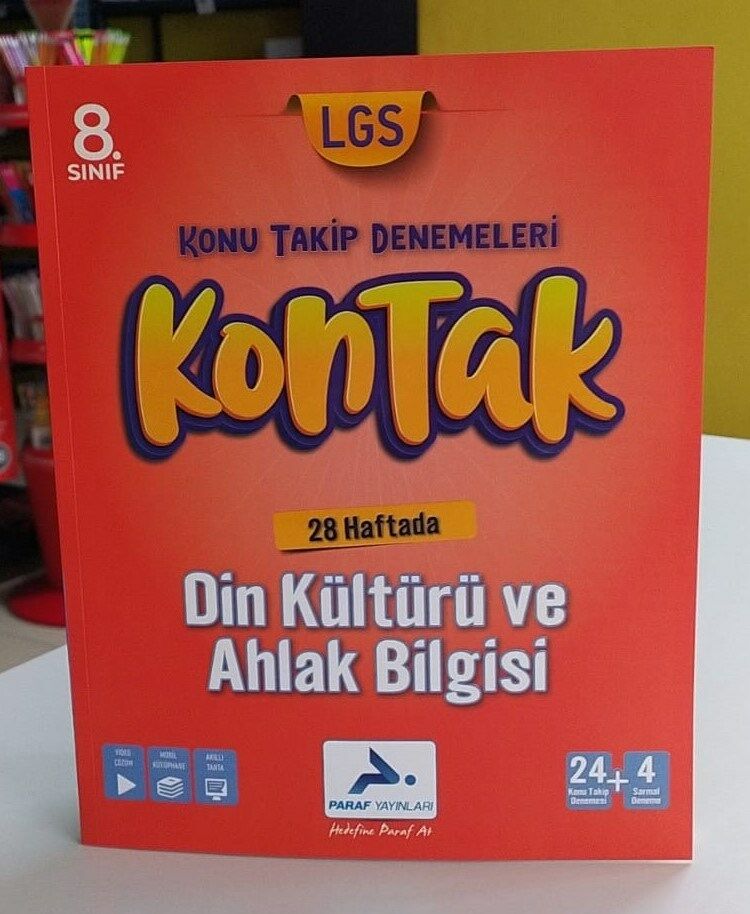 8.
SINIF
LGS
KONU TAKİP DENEMELERİ
KonTak
28 Haftada
Din Kültürü ve
Ahlak Bilgisi
VİDEO
ÇÖZÜM
MOBİL
KÜTÜPHANE
AKILLI
TAHTA
PARAF YAYINLARI
Hedefine Paraf At
24
Konu Takip
Denemesi
+
4
Sarmal
Deneme